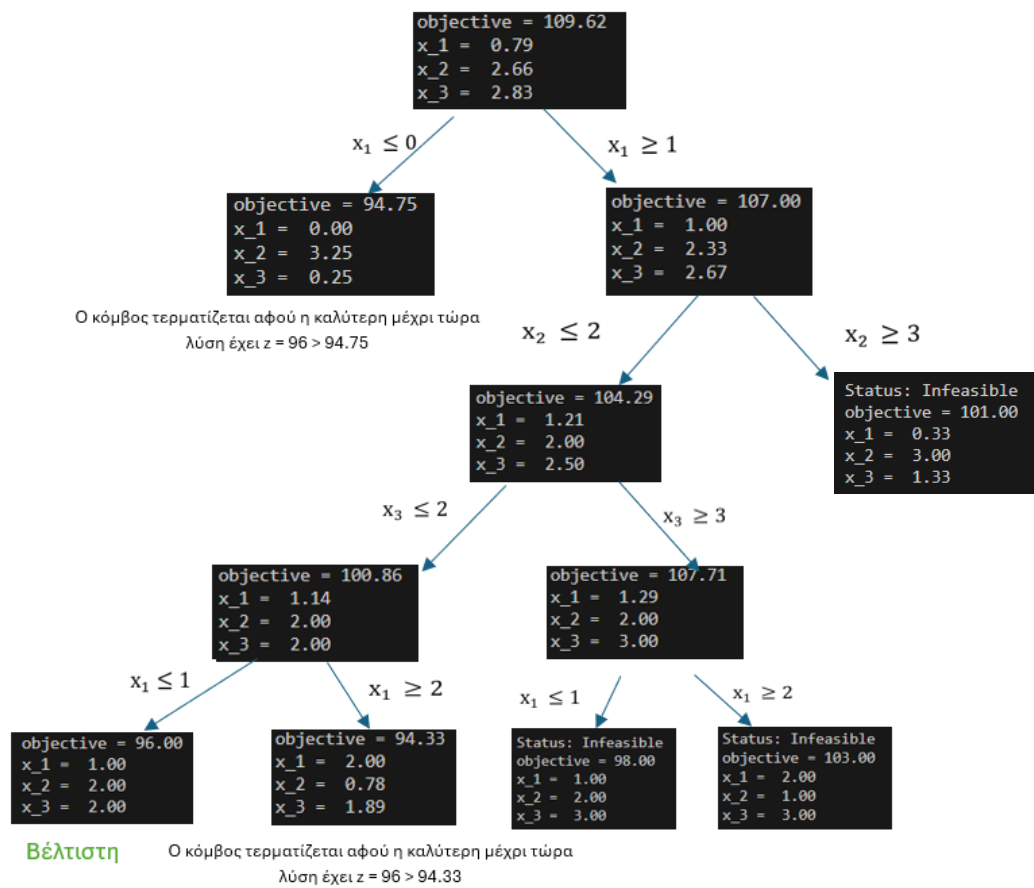 objective = 109.62
x_1 = 0.79
x_2 = 2.66
x_3 = 2.83
x₁ ≤ 0
x₁ ≥ 1
objective = 94.75
x_1 = 0.00
x_2 = 3.25
x_3 = 0.25
objective = 107.00
x_1 = 1.00
x_2 = 2.33
x_3 = 2.67
Ο κόμβος τερματίζεται αφού η καλύτερη μέχρι τώρα
λύση έχει z = 96 > 94.75
x₂ ≤ 2
x₂ ≥ 3
objective = 104.29
x_1 = 1.21
x_2 = 2.00
x_3 = 2.50
Status: Infeasible
objective = 101.00
x_1 = 0.33
x_2 = 3.00
x_3 = 1.33
x₃ ≤ 2
x₃ ≥ 3
objective = 100.86
x_1 = 1.14
x_2 = 2.00
x_3 = 2.00
objective = 107.71
x_1 = 1.29
x_2 = 2.00
x_3 = 3.00
x₁ ≤ 1
x₁ ≥ 2
x₁ ≤ 1
x₁ ≥ 2
objective = 96.00
x_1 = 1.00
x_2 = 2.00
x_3 = 2.00
objective = 94.33
x_1 = 2.00
x_2 = 0.78
x_3 = 1.89
Status: Infeasible
objective = 98.00
x_1 = 1.00
x_2 = 2.00
x_3 = 3.00
Status: Infeasible
objective = 103.00
x_1 = 2.00
x_2 = 1.00
x_3 = 3.00
Βέλτιστη
Ο κόμβος τερματίζεται αφού η καλύτερη μέχρι τώρα
λύση έχει z = 96 > 94.33